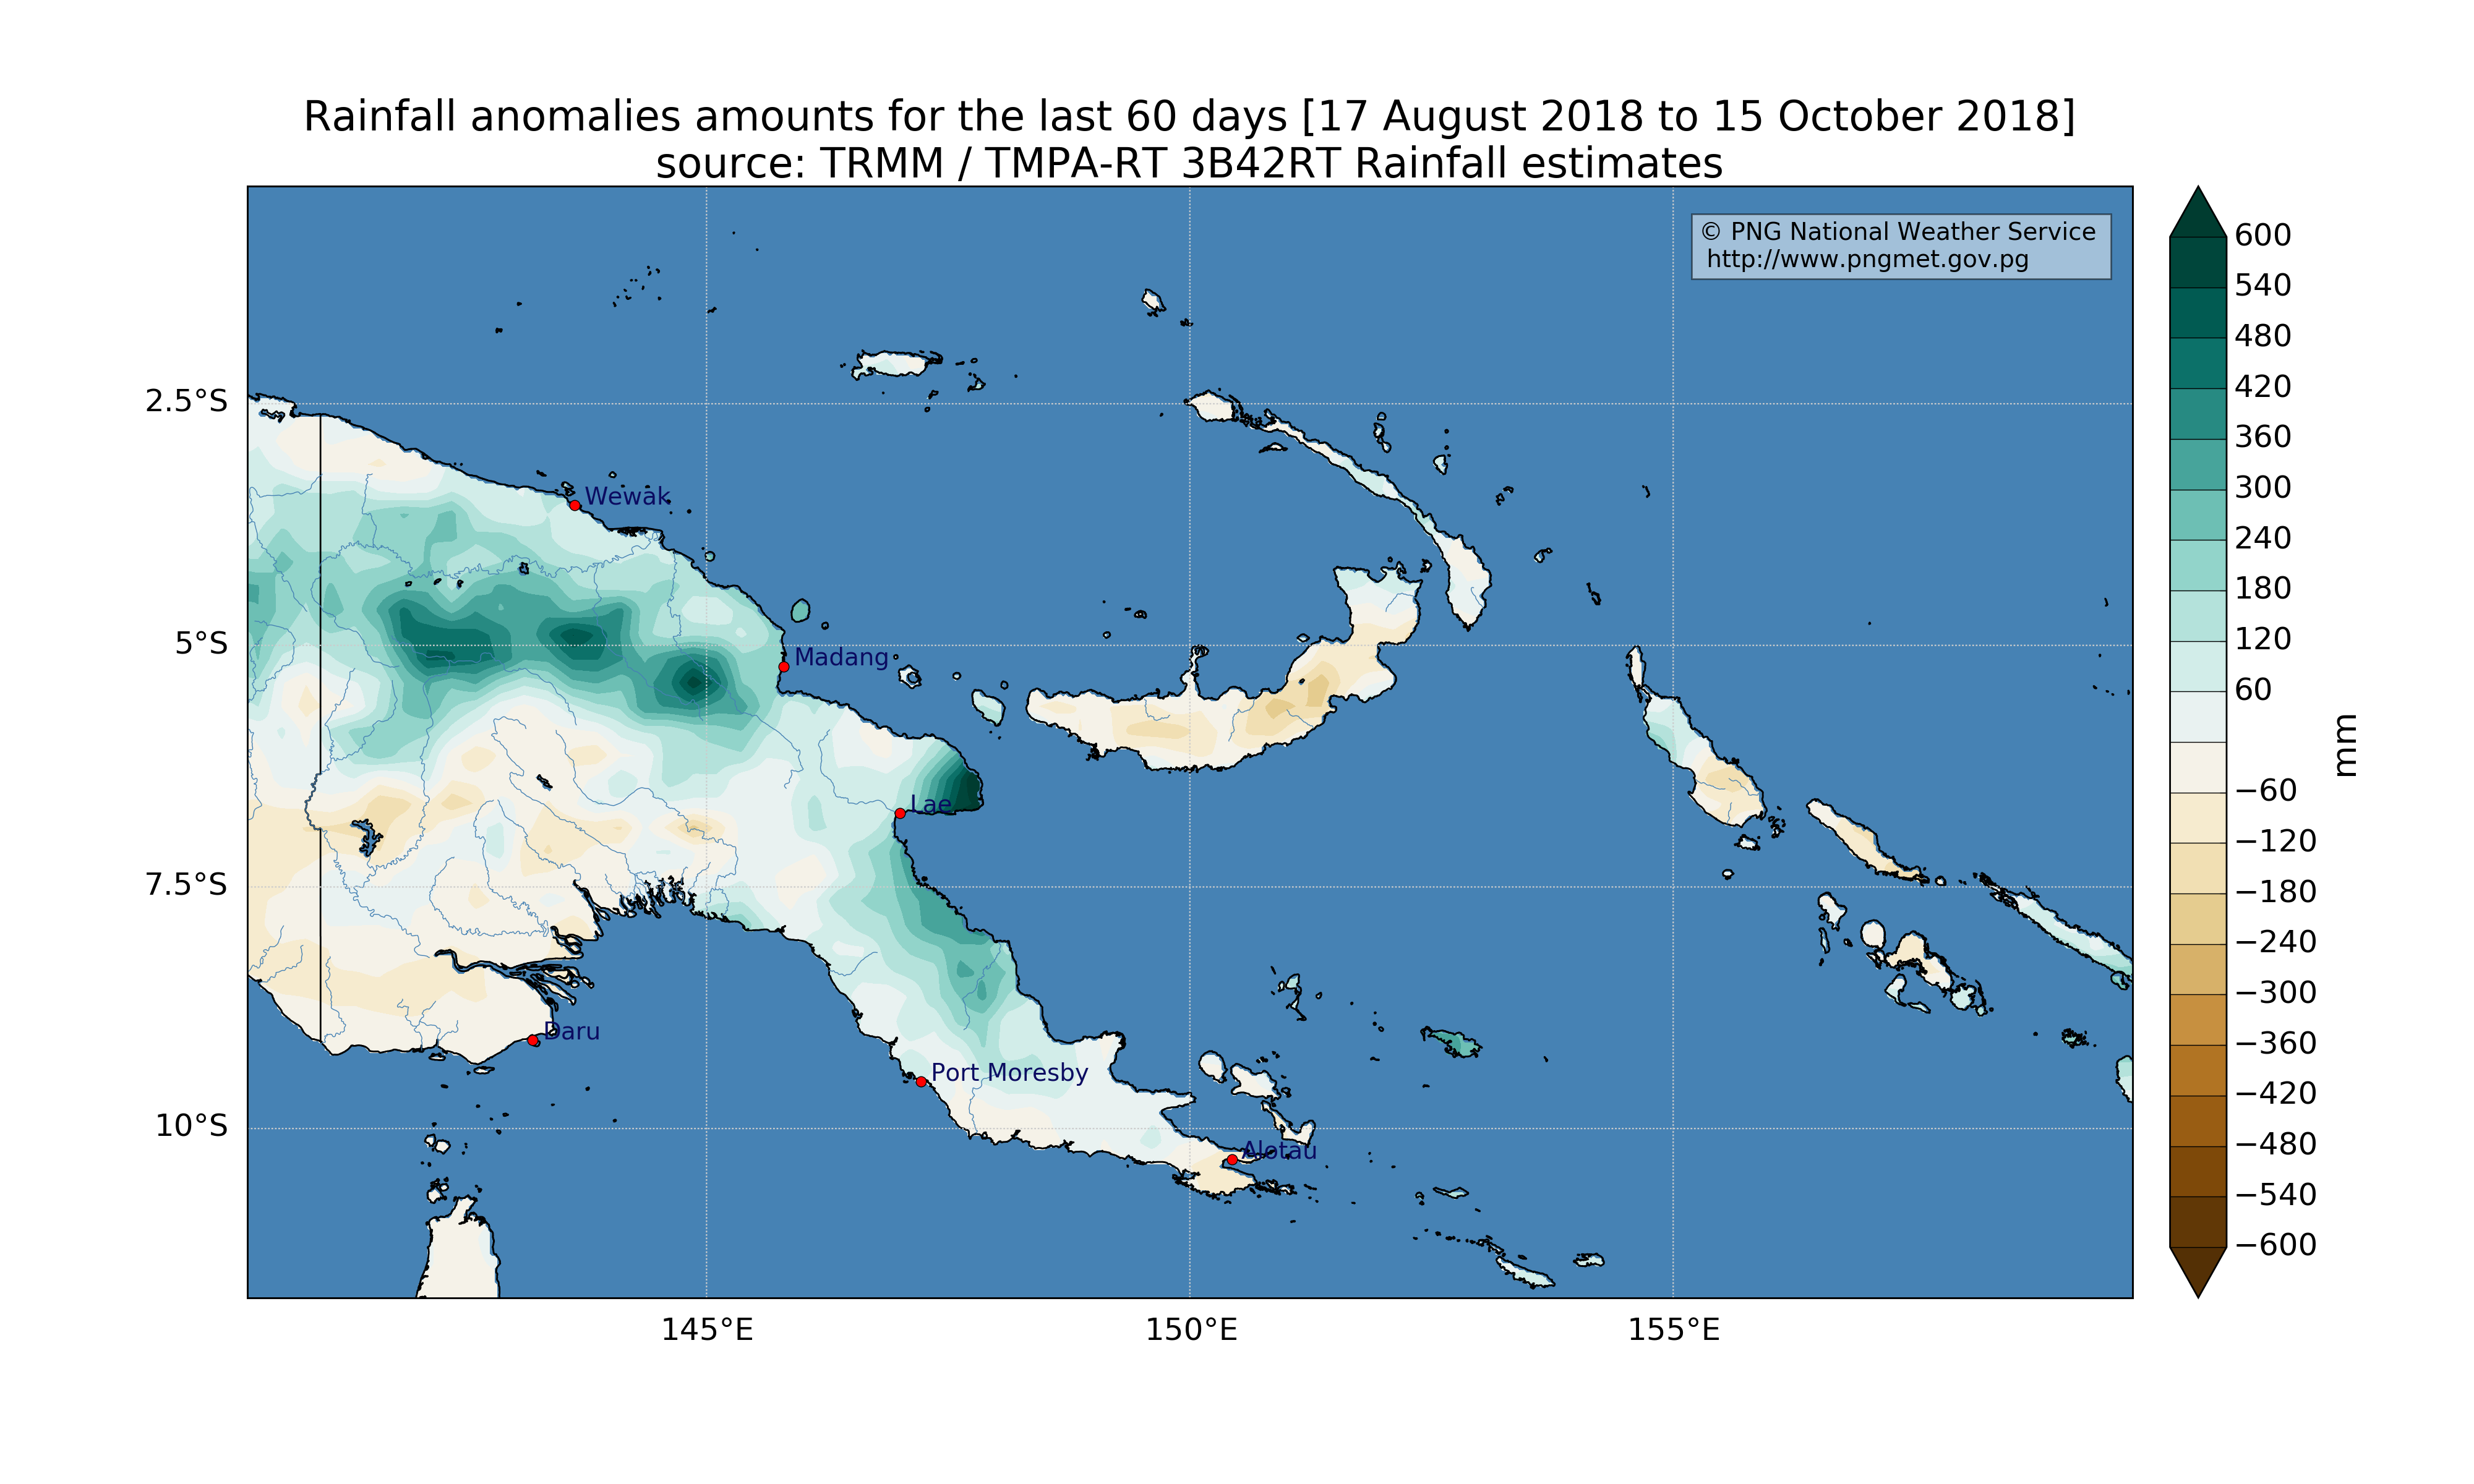 Rainfall anomalies amounts for the last 60 days [17 August 2018 to 15 October 2018]
source: TRMM / TMPA-RT 3B42RT Rainfall estimates
© PNG National Weather Service
http://www.pngmet.gov.pg
2.5°S
5°S
7.5°S
10°S
Wewak
Madang
Lae
Daru
Port Moresby
Alotau
145°E
150°E
155°E
600
540
480
420
360
300
240
180
120
60
−60
−120
−180
−240
−300
−360
−420
−480
−540
−600
mm